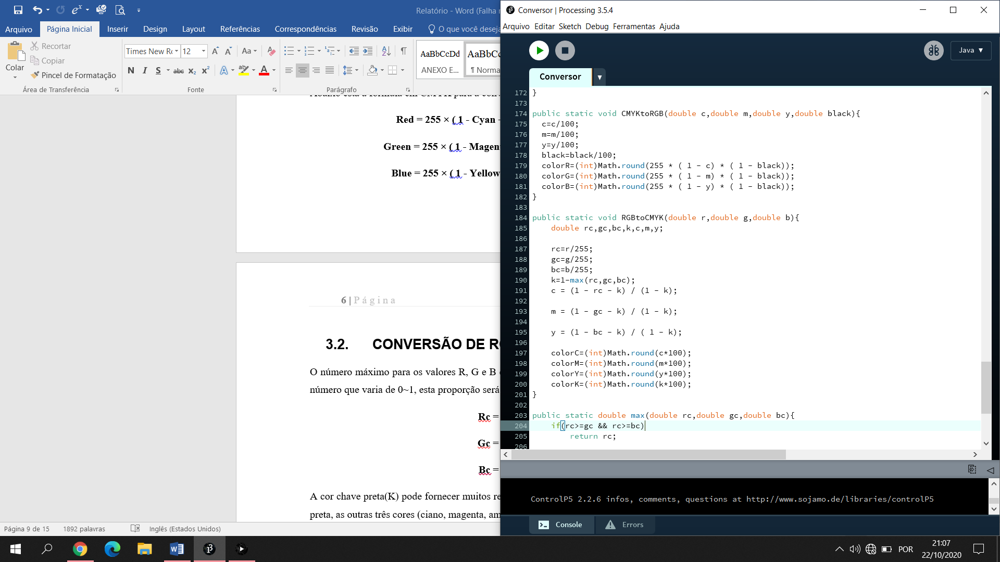 Relatório - Word (Falha
Arquivo Página Inicial Inserir Design Layout Referências Correspondências Revisão Exibir O que você deseja
Colar
Recortar
Copiar
Pincel de Formatação
Área de Transferência
Times New Ro 12 Aa
N I S abc x₂ x² A ab A
Fonte
Parágrafo
AaBbCcDd AaBbCc
ANEXO E... ¶ Norma
Red = 255 × ( 1 - Cyan
Green = 255 × ( 1 - Magen
Blue = 255 × ( 1 - Yellow
6 | Página
3.2. CONVERSÃO DE
O número máximo para os valores R, G e B
número que varia de 0~1, esta proporção será
Rc =
Gc =
Bc =
A cor chave preta(K) pode fornecer muitos re
preta, as outras três cores (ciano, magenta, am
Página 9 de 15 1892 palavras Inglês (Estados Unidos)
Conversor | Processing 3.5.4
Arquivo Editar Sketch Debug Ferramentas Ajuda
Java ▼
Conversor ▼
172 }
173
174 public static void CMYKtoRGB(double c,double m,double y,double black){
175 c=c/100;
176 m=m/100;
177 y=y/100;
178 black=black/100;
179 colorR=(int)Math.round(255 * ( 1 - c) * ( 1 - black));
180 colorG=(int)Math.round(255 * ( 1 - m) * ( 1 - black));
181 colorB=(int)Math.round(255 * ( 1 - y) * ( 1 - black));
182 }
183
184 public static void RGBtoCMYK(double r,double g,double b){
185 double rc,gc,bc,k,c,m,y;
186
187 rc=r/255;
188 gc=g/255;
189 bc=b/255;
190 k=1-max(rc,gc,bc);
191 c = (1 - rc - k) / (1 - k);
192
193 m = (1 - gc - k) / (1 - k);
194
195 y = (1 - bc - k) / ( 1 - k);
196
197 colorC=(int)Math.round(c*100);
198 colorM=(int)Math.round(m*100);
199 colorY=(int)Math.round(y*100);
200 colorK=(int)Math.round(k*100);
201 }
202
203 public static double max(double rc,double gc,double bc){
204 if(rc>=gc && rc>=bc)
205 return rc;
206
ControlP5 2.2.6 infos, comments, questions at http://www.sojamo.de/libraries/controlP5
Console Errors
POR
21:07
22/10/2020